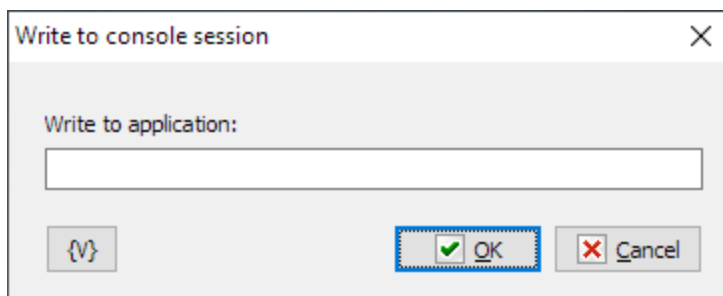 Write to console session
Write to application:
{V}
OK
Cancel